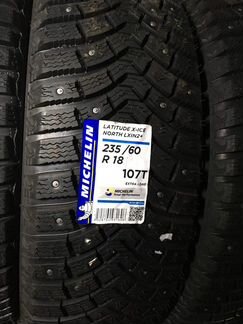 MICHELIN
LATITUDE X-ICE
NORTH LXIN2+
235/60
R 18
107T
EXTRA LOAD
MICHELIN